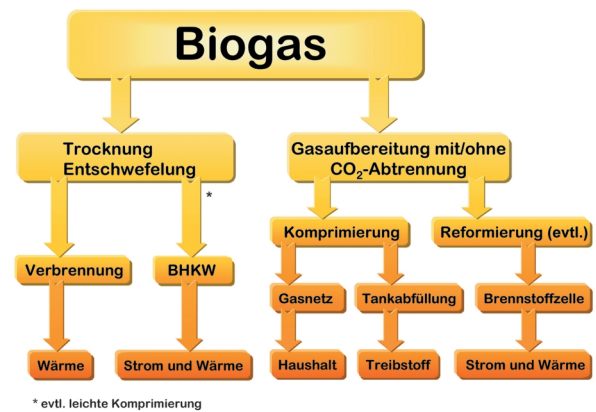 Biogas
Trocknung
Entschwefelung
Gasaufbereitung mit/ohne
CO₂-Abtrennung
*
Komprimierung
Reformierung (evtl.)
Verbrennung
BHKW
Gasnetz
Tankabfüllung
Brennstoffzelle
Wärme
Strom und Wärme
Haushalt
Treibstoff
Strom und Wärme
* evtl. leichte Komprimierung